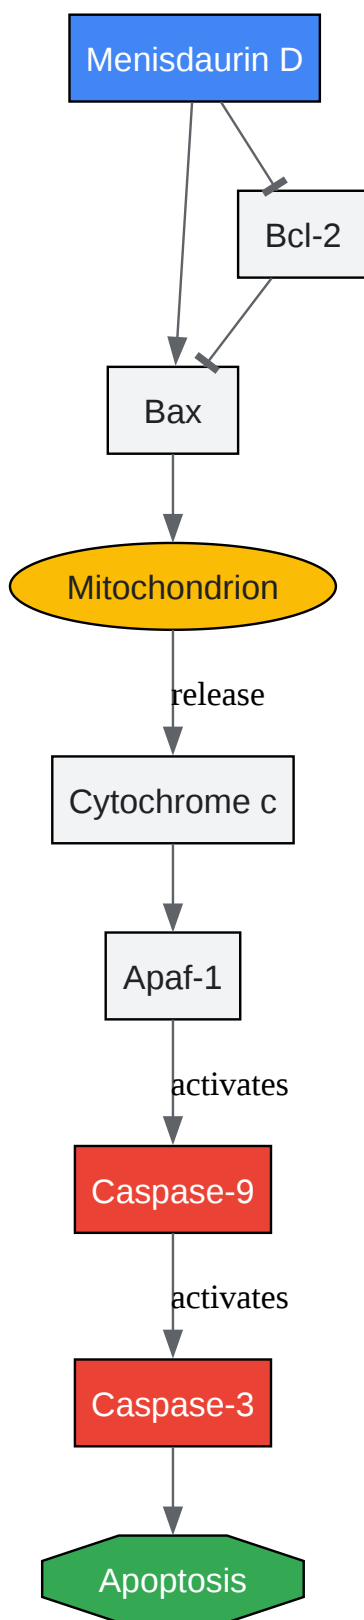 Menisdaurin D
Bcl-2
Bax
Mitochondrion
release
Cytochrome c
Apaf-1
activates
Caspase-9
activates
Caspase-3
Apoptosis